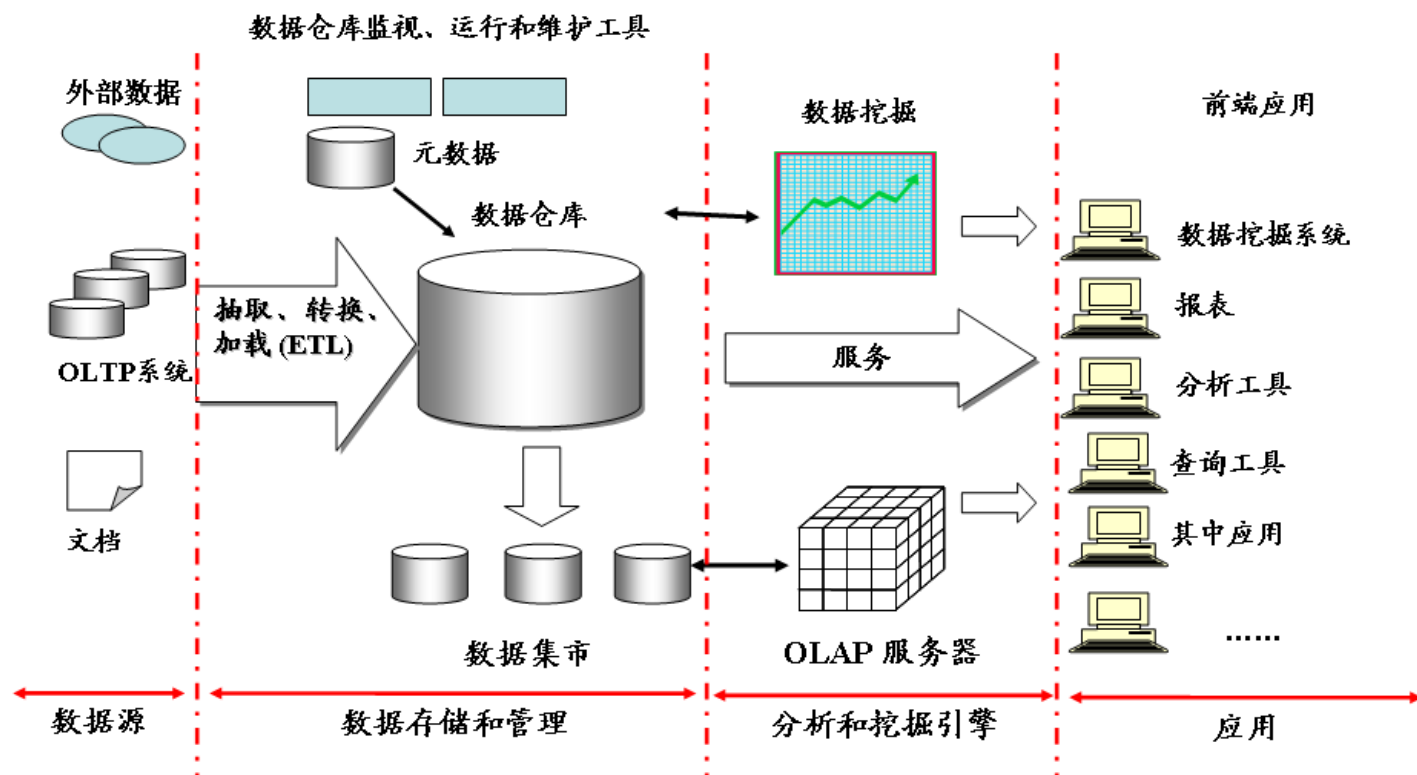 数据仓库监视、运行和维护工具
外部数据
元数据
数据仓库
数据挖掘
前端应用
抽取、转换、
加载 (ETL)
OLTP系统
文档
服务
数据挖掘系统
报表
分析工具
查询工具
其中应用
……
数据集市
OLAP 服务器
数据源
数据存储和管理
分析和挖掘引擎
应用